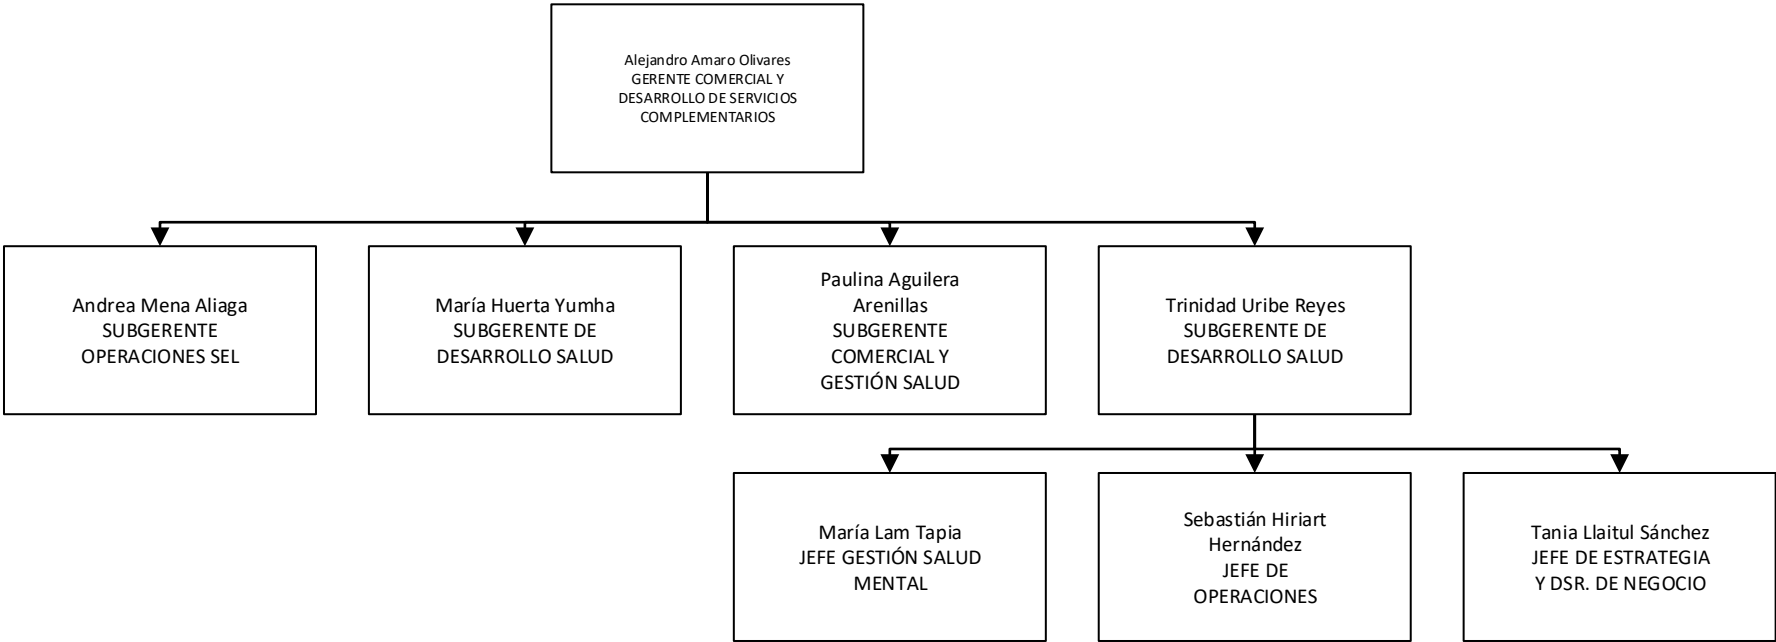 Alejandro Amaro Olivares
GERENTE COMERCIAL Y
DESARROLLO DE SERVICIOS
COMPLEMENTARIOS
Andrea Mena Aliaga
SUBGERENTE
OPERACIONES SEL
María Huerta Yumha
SUBGERENTE DE
DESARROLLO SALUD
Paulina Aguilera
Arenillas
SUBGERENTE
COMERCIAL Y
GESTIÓN SALUD
Trinidad Uribe Reyes
SUBGERENTE DE
DESARROLLO SALUD
María Lam Tapia
JEFE GESTIÓN SALUD
MENTAL
Sebastián Hiriart
Hernández
JEFE DE
OPERACIONES
Tania Llaitul Sánchez
JEFE DE ESTRATEGIA
Y DSR. DE NEGOCIO